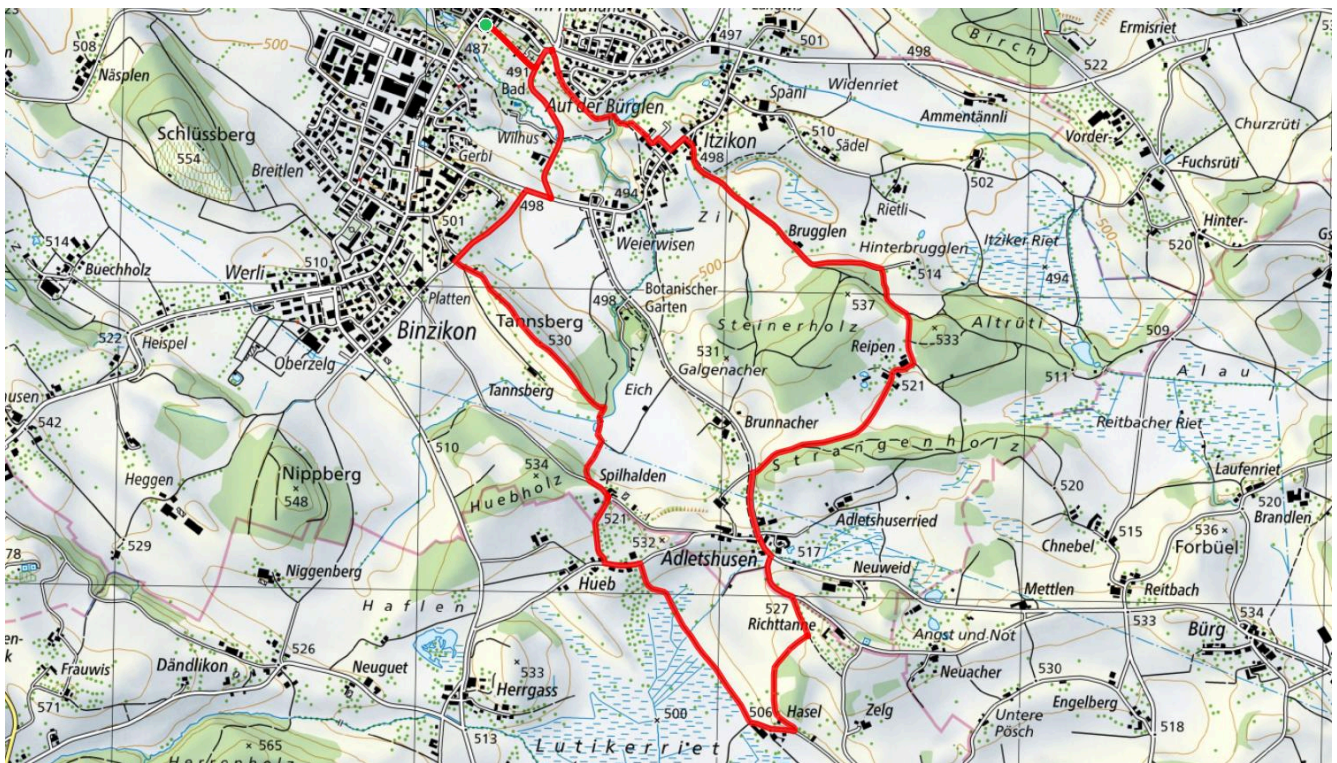 508
500
487
497
501
498
Birch
Ermisriet
522
Näsplen
491
Bad
Auf der Bürglen
Späni
Widenriet
Ammentännli
Schlüssberg
554
Wilhus
Itzikon
510
Sädel
Vorder-
-Fuchsrüti
Churzrüti
Breitlen
Gerbi
498
502
500
494
Rietli
501
498
Zil
Weierwisen
Brugglen
Hinterbrugglen
Itziker Riet
520
Hinter-
514
510
Buechholz
Werli
500
514
494
Platten
498
Botanischer
Garten
537
Binzikon
Tannsberg
530
Steinerholz
533
Altrüti
509
522
Heispel
Oberzelg
531
Galgenacher
Reipen
521
511
Alau
Tannsberg
Eich
542
Brunnacher
Reitbacher Riet
510
Strangenholz
534
Huebholz
Spilhalden
Laufenriet
Nippberg
548
Heggen
520
520
Brandlen
521
532
Adletshuserried
515
536
Forbüel
529
Adletshusen
517
Chnebel
78
Niggenberg
Hueb
Neuweid
Mettlen
Reitbach
Haflen
527
Richttanne
533
534
Bürg
Angst und Not
526
Frauwis
Dändlikon
Neuguet
533
Neuacher
530
Herrgass
571
506
Hasel
Zelg
Engelberg
500
Untere
Pösch
518
565
513
Lutikerriet
Herrenholz